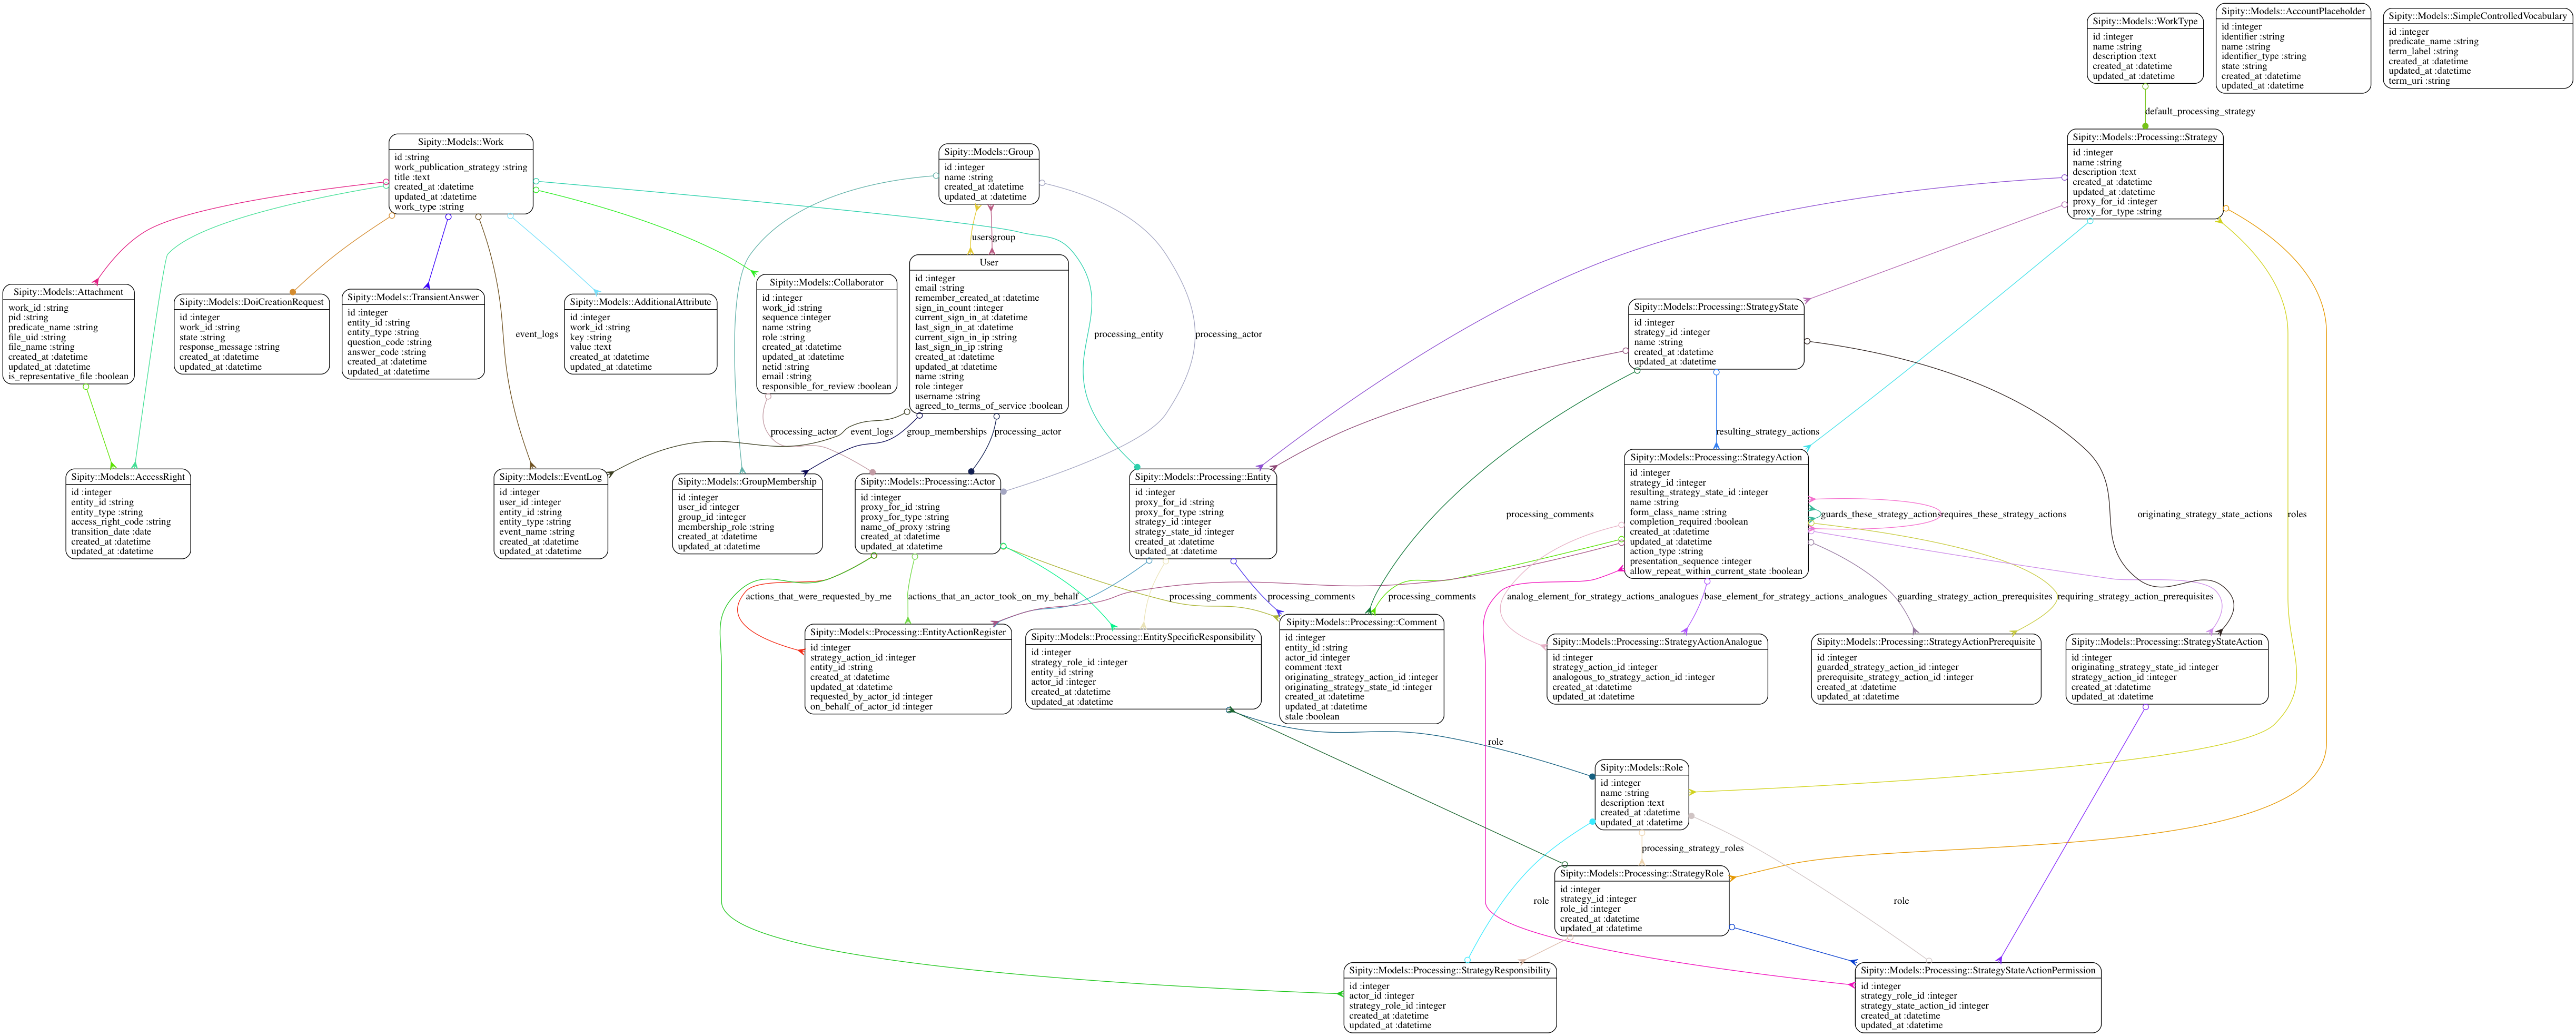 Sipity::Models::WorkType
id :integer
name :string
description :text
created_at :datetime
updated_at :datetime
Sipity::Models::AccountPlaceholder
id :integer
identifier :string
name :string
identifier_type :string
state :string
created_at :datetime
updated_at :datetime
Sipity::Models::SimpleControlledVocabulary
id :integer
predicate_name :string
term_label :string
created_at :datetime
updated_at :datetime
term_uri :string
default_processing_strategy
Sipity::Models::Work
id :string
work_publication_strategy :string
title :text
created_at :datetime
updated_at :datetime
work_type :string
Sipity::Models::Group
id :integer
name :string
created_at :datetime
updated_at :datetime
Sipity::Models::Processing::Strategy
id :integer
name :string
description :text
created_at :datetime
updated_at :datetime
proxy_for_id :integer
proxy_for_type :string
users
group
Sipity::Models::Attachment
work_id :string
pid :string
predicate_name :string
file_uid :string
file_name :string
created_at :datetime
updated_at :datetime
is_representative_file :boolean
Sipity::Models::DoiCreationRequest
id :integer
work_id :string
state :string
response_message :string
created_at :datetime
updated_at :datetime
Sipity::Models::TransientAnswer
id :integer
entity_id :string
entity_type :string
question_code :string
answer_code :string
created_at :datetime
updated_at :datetime
event_logs
Sipity::Models::AdditionalAttribute
id :integer
work_id :string
key :string
value :text
created_at :datetime
updated_at :datetime
Sipity::Models::Collaborator
id :integer
work_id :string
sequence :integer
name :string
role :string
created_at :datetime
updated_at :datetime
netid :string
email :string
responsible_for_review :boolean
User
id :integer
email :string
remember_created_at :datetime
sign_in_count :integer
current_sign_in_at :datetime
last_sign_in_at :datetime
current_sign_in_ip :string
last_sign_in_ip :string
created_at :datetime
updated_at :datetime
name :string
role :integer
username :string
agreed_to_terms_of_service :boolean
processing_entity
processing_actor
Sipity::Models::Processing::StrategyState
id :integer
strategy_id :integer
name :string
created_at :datetime
updated_at :datetime
processing_actor
event_logs
group_memberships
processing_actor
resulting_strategy_actions
Sipity::Models::AccessRight
id :integer
entity_id :string
entity_type :string
access_right_code :string
transition_date :date
created_at :datetime
updated_at :datetime
Sipity::Models::EventLog
id :integer
user_id :integer
entity_id :string
entity_type :string
event_name :string
created_at :datetime
updated_at :datetime
Sipity::Models::GroupMembership
id :integer
user_id :integer
group_id :integer
membership_role :string
created_at :datetime
updated_at :datetime
Sipity::Models::Processing::Actor
id :integer
proxy_for_id :string
proxy_for_type :string
name_of_proxy :string
created_at :datetime
updated_at :datetime
Sipity::Models::Processing::Entity
id :integer
proxy_for_id :string
proxy_for_type :string
strategy_id :integer
strategy_state_id :integer
created_at :datetime
updated_at :datetime
processing_comments
Sipity::Models::Processing::StrategyAction
id :integer
strategy_id :integer
resulting_strategy_state_id :integer
name :string
form_class_name :string
completion_required :boolean
created_at :datetime
updated_at :datetime
action_type :string
presentation_sequence :integer
allow_repeat_within_current_state :boolean
guards_these_strategy_actions
requires_these_strategy_actions
originating_strategy_state_actions
roles
actions_that_were_requested_by_me
actions_that_an_actor_took_on_my_behalf
processing_comments
processing_comments
processing_comments
analog_element_for_strategy_actions_analogues
base_element_for_strategy_actions_analogues
guarding_strategy_action_prerequisites
requiring_strategy_action_prerequisites
Sipity::Models::Processing::EntityActionRegister
id :integer
strategy_action_id :integer
entity_id :string
created_at :datetime
updated_at :datetime
requested_by_actor_id :integer
on_behalf_of_actor_id :integer
Sipity::Models::Processing::EntitySpecificResponsibility
id :integer
strategy_role_id :integer
entity_id :string
actor_id :integer
created_at :datetime
updated_at :datetime
Sipity::Models::Processing::Comment
id :integer
entity_id :string
actor_id :integer
comment :text
originating_strategy_action_id :integer
originating_strategy_state_id :integer
created_at :datetime
updated_at :datetime
stale :boolean
Sipity::Models::Processing::StrategyActionAnalogue
id :integer
strategy_action_id :integer
analogous_to_strategy_action_id :integer
created_at :datetime
updated_at :datetime
Sipity::Models::Processing::StrategyActionPrerequisite
id :integer
guarded_strategy_action_id :integer
prerequisite_strategy_action_id :integer
created_at :datetime
updated_at :datetime
Sipity::Models::Processing::StrategyStateAction
id :integer
originating_strategy_state_id :integer
strategy_action_id :integer
created_at :datetime
updated_at :datetime
role
Sipity::Models::Role
id :integer
name :string
description :text
created_at :datetime
updated_at :datetime
processing_strategy_roles
Sipity::Models::Processing::StrategyRole
id :integer
strategy_id :integer
role_id :integer
created_at :datetime
updated_at :datetime
role
role
Sipity::Models::Processing::StrategyResponsibility
id :integer
actor_id :integer
strategy_role_id :integer
created_at :datetime
updated_at :datetime
Sipity::Models::Processing::StrategyStateActionPermission
id :integer
strategy_role_id :integer
strategy_state_action_id :integer
created_at :datetime
updated_at :datetime